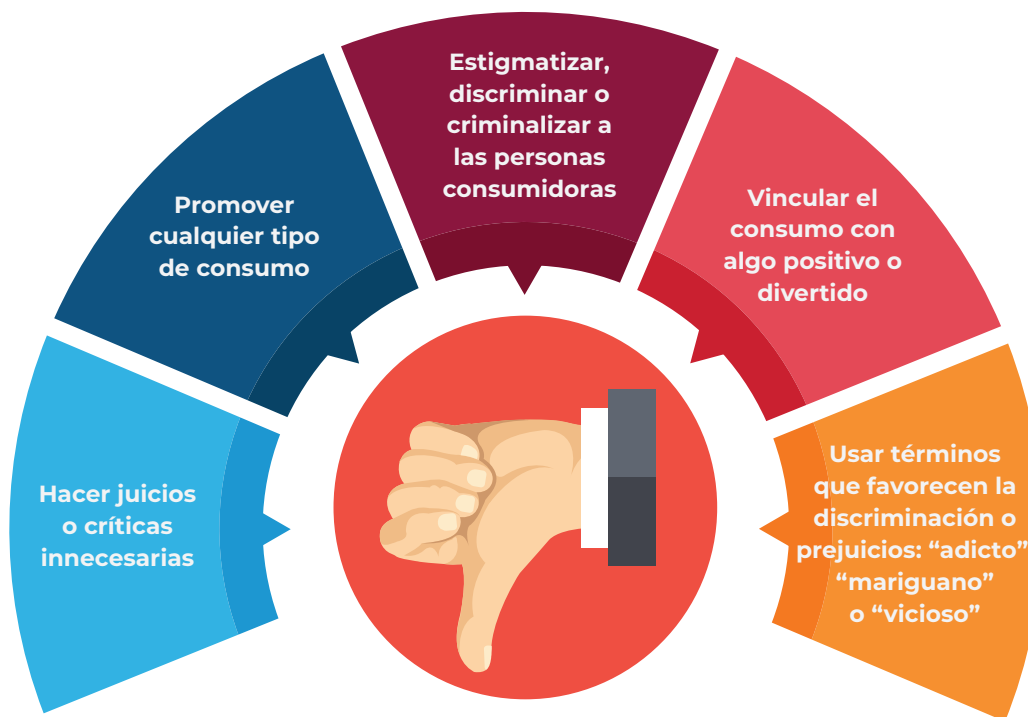 Hacer juicios
o críticas
innecesarias
Promover
cualquier tipo
de consumo
Estigmatizar,
discriminar o
criminalizar a
las personas
consumidoras
Vincular el
consumo con
algo positivo o
divertido
Usar términos
que favorecen la
discriminación o
prejuicios: “adicto”
“mariguano”
o “vicioso”